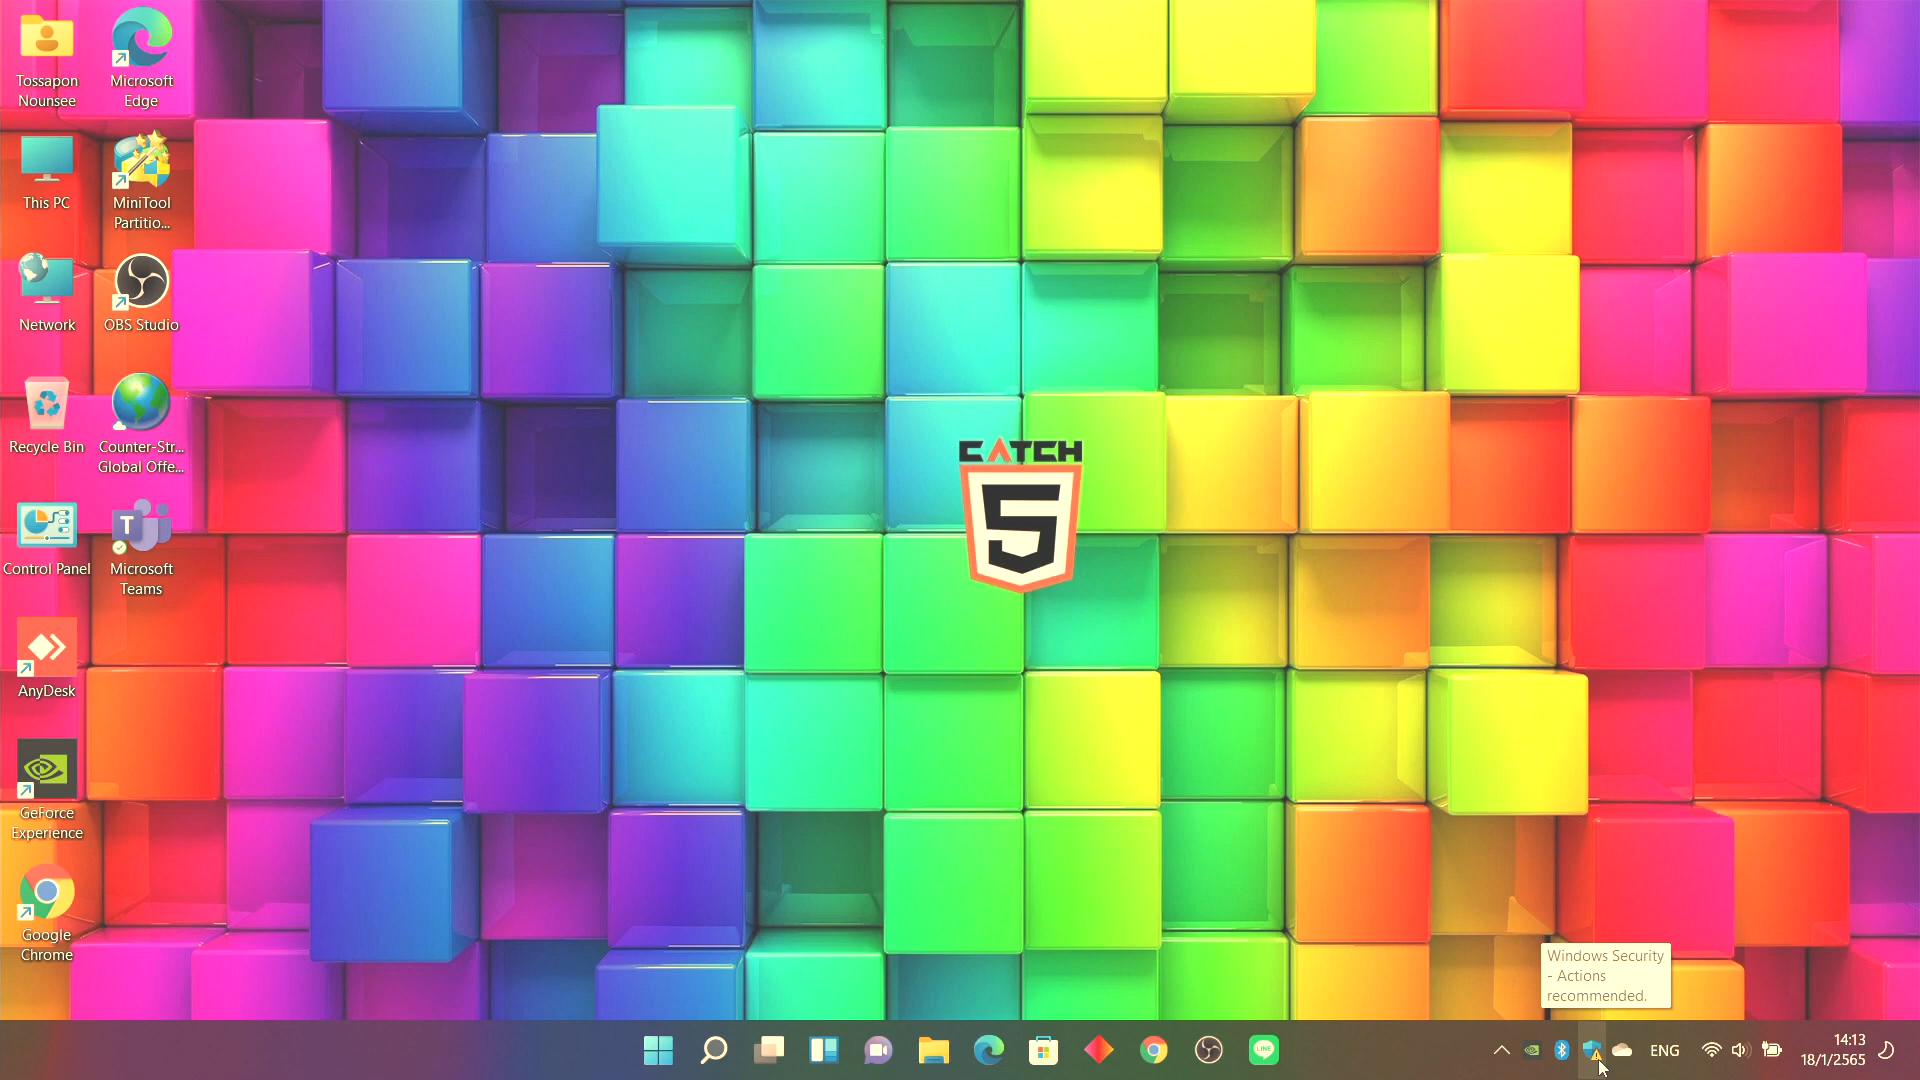 Tossapon
Nounsee
Microsoft
Edge
This PC
MiniTool
Partitio...
Network
OBS Studio
Recycle Bin
Counter-Str...
Global Offe...
Control Panel
Microsoft
Teams
AnyDesk
GeForce
Experience
Google
Chrome
CATCH
5
Windows Security
- Actions
recommended.
LINE
ENG
14:13
18/1/2565